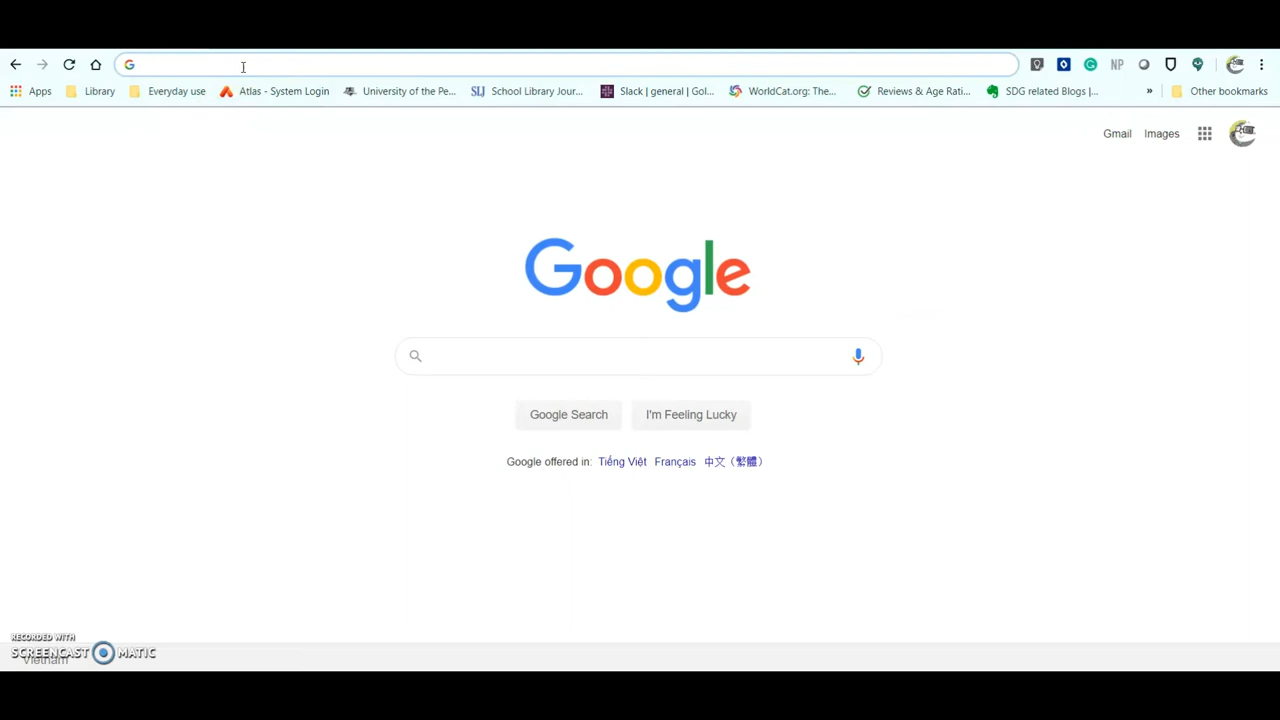 Apps Library Everyday use Atlas - System Login University of the Pe... School Library Jour... Slack | general | Gol... WorldCat.org: The... Reviews & Age Rati... SDG related Blogs |... » Other bookmarks
NP
Gmail Images
Google
Google Search I'm Feeling Lucky
Google offered in: Tiếng Việt Français 中文（繁體）
RECORDED WITH
SCREENCAST MATIC
Vietnam